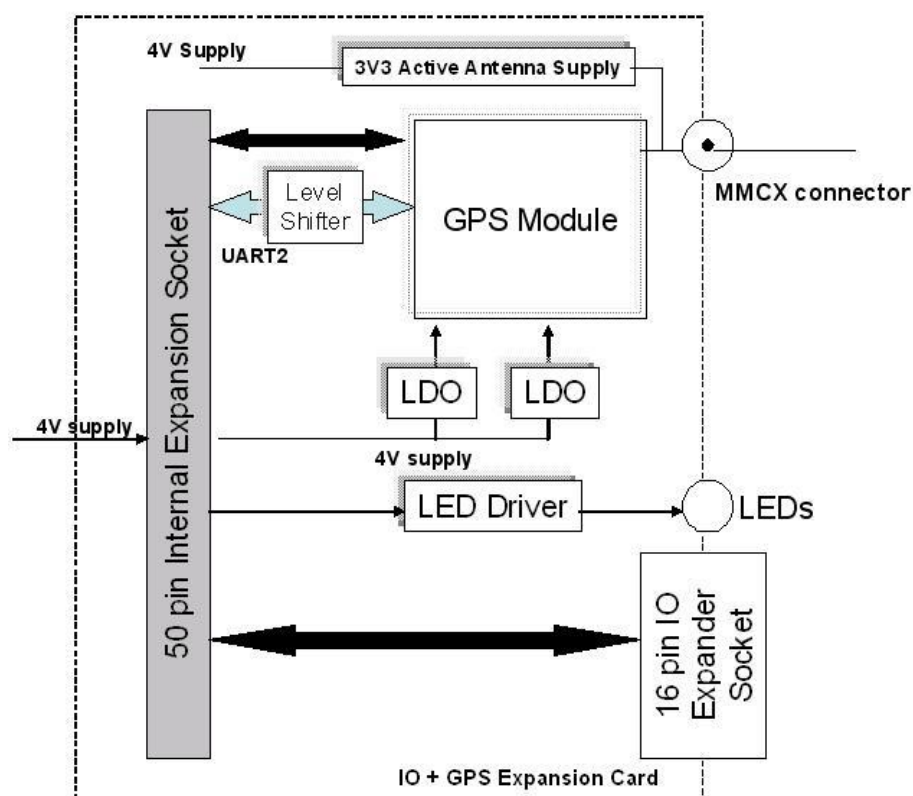 4V Supply
3V3 Active Antenna Supply
MMCX connector
Level
Shifter
GPS Module
UART2
50 pin Internal Expansion Socket
LDO
LDO
4V supply
4V supply
LED Driver
LEDs
16 pin IO
Expander
Socket
IO + GPS Expansion Card